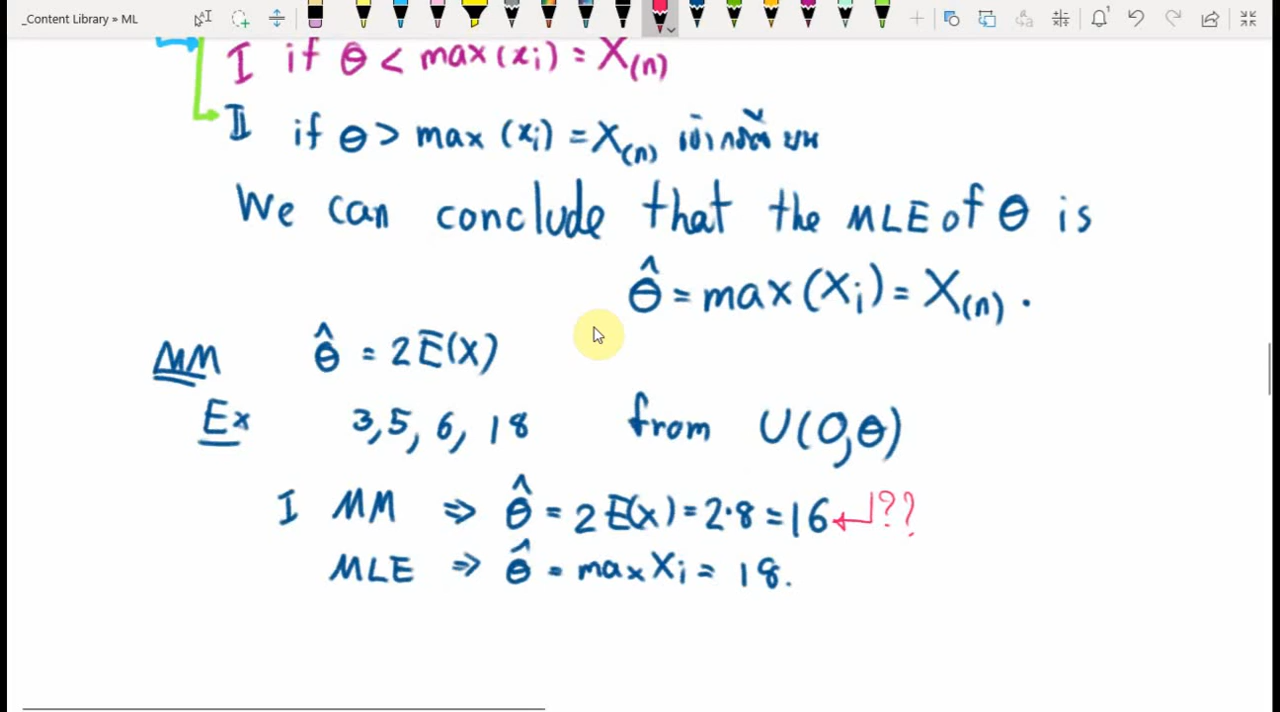 _Content Library » ML
I if θ < max(xi) = X(n)
II if θ > max (xi) = X(n)
We can conclude that the MLE of θ is
θ̂ = max(Xi) = X(n) .
MM θ̂ = 2E(X)
Ex 3,5, 6, 18 from U(0,θ)
I MM => θ̂ = 2E(x) = 2·8 = 16 ↵??
MLE => θ̂ = max Xi = 18.